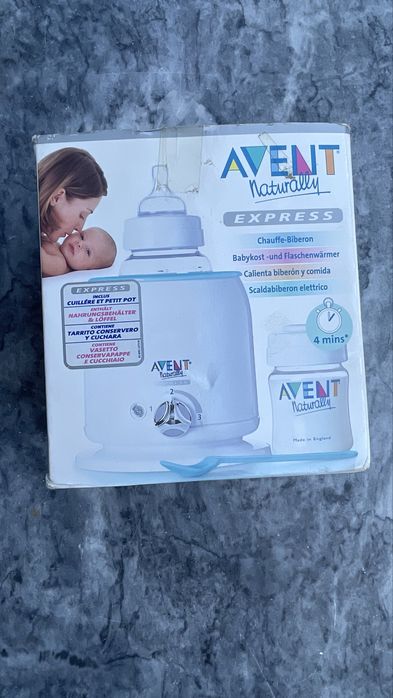 AVENT
Naturally
EXPRESS
Chauffe-Biberon
Babykost -und Flaschenwärmer
Calienta biberón y comida
Scaldabiberon elettrico
4 mins*
EXPRESS
INCLUS
CUILLÈRE ET PETIT POT
ENTHÄLT
NAHRUNGSBEHÄLTER
& LÖFFEL
CONTIENE
TARRITO CONSERVERO
Y CUCHARA
CONTIENE
VASETTO
CONSERVAPAPPE
E CUCCHIAIO
AVENT
Naturally
1
2
3
AVENT
Naturally
Made in England